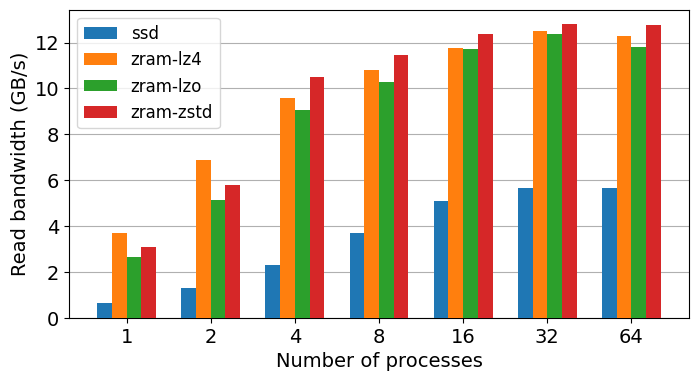 ssd
zram-lz4
zram-lzo
zram-zstd
Read bandwidth (GB/s)
12
10
8
6
4
2
0
1 2 4 8 16 32 64
Number of processes